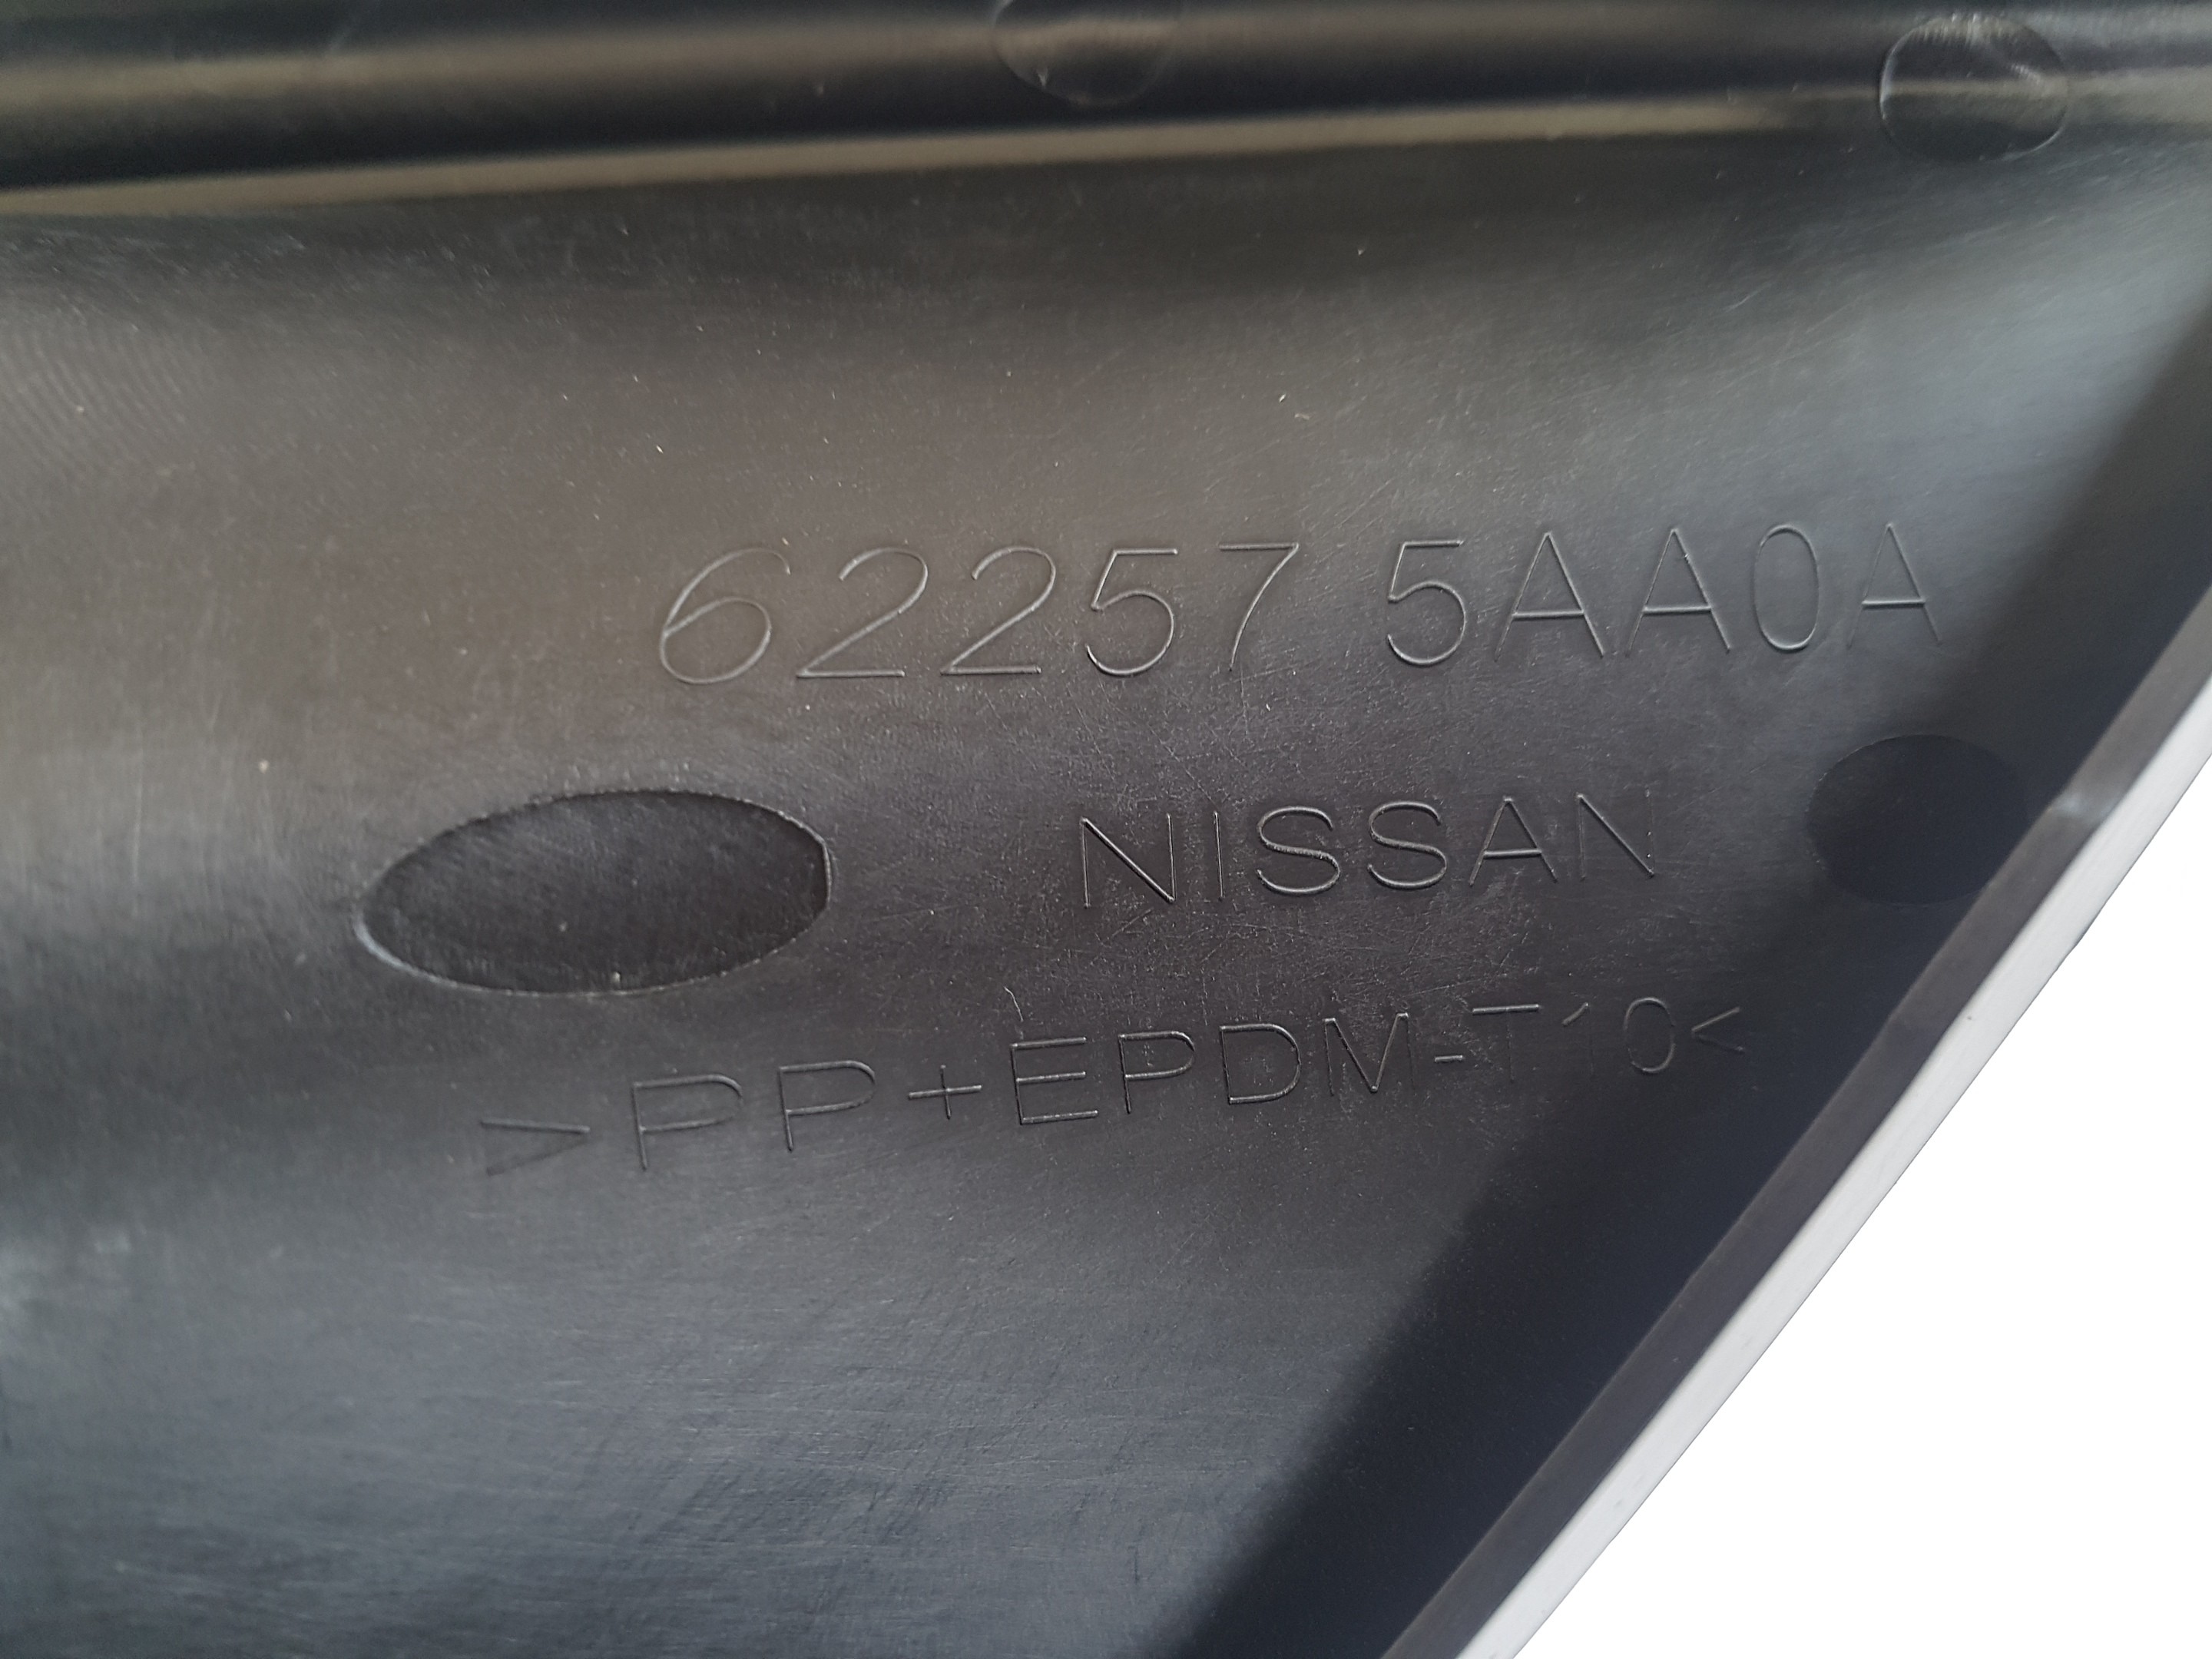 62257 5AA0A
NISSAN
>PP+EPDM-T10<